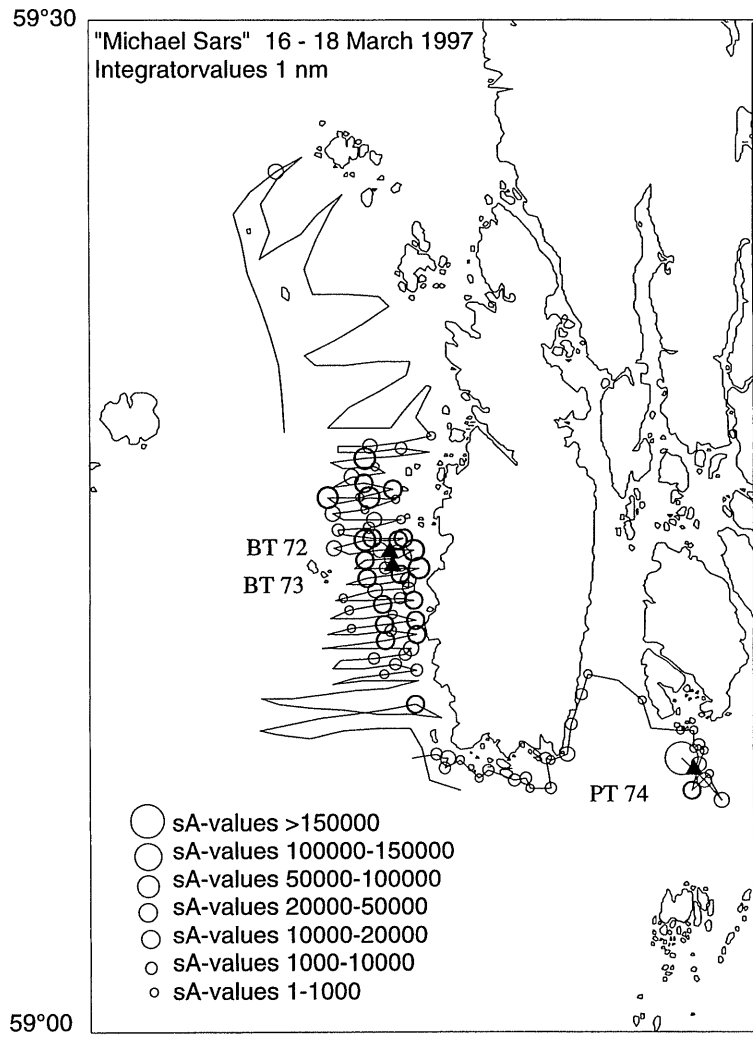 59°30
"Michael Sars" 16 - 18 March 1997
Integratorvalues 1 nm
BT 72
BT 73
PT 74
sA-values >150000
sA-values 100000-150000
sA-values 50000-100000
sA-values 20000-50000
sA-values 10000-20000
sA-values 1000-10000
sA-values 1-1000
59°00